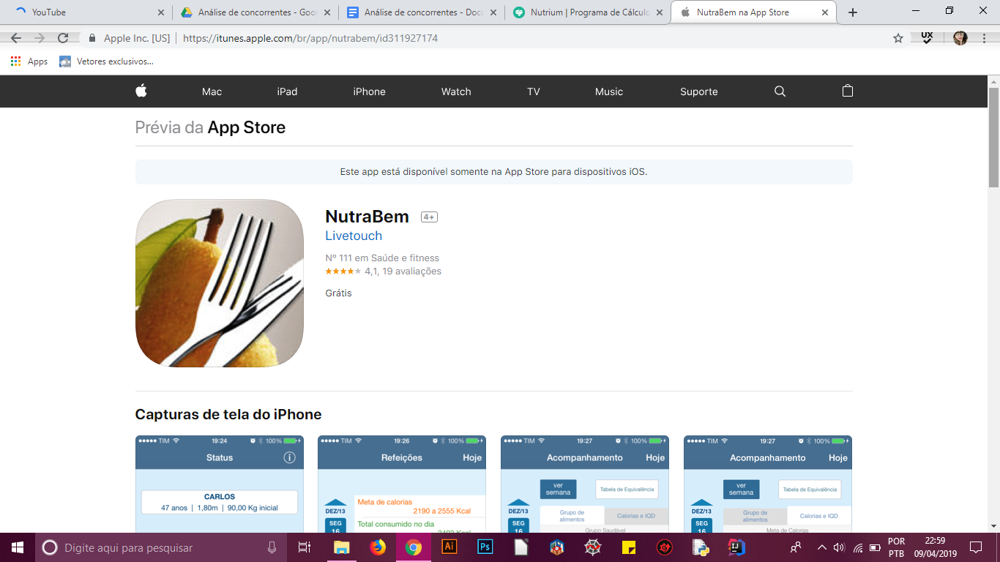 YouTube
Análise de concorrentes - Goo
Análise de concorrentes - Docu
Nutrium | Programa de Cálculo
NutraBem na App Store
Apple Inc. [US] | https://itunes.apple.com/br/app/nutrabem/id311927174
UX
Apps
Vetores exclusivos...
Mac iPad iPhone Watch TV Music Suporte
Prévia da App Store
Este app está disponível somente na App Store para dispositivos iOS.
NutraBem 4+
Livetouch
Nº 111 em Saúde e fitness
★★★★★ 4,1, 19 avaliações
Grátis
Capturas de tela do iPhone
TIM 19:24 100%
Status
CARLOS
47 anos | 1,80m | 90,00 Kg inicial
TIM 19:26 100%
Refeições Hoje
DEZ/13
SEG
16
Meta de calorias
2190 a 2555 Kcal
Total consumido no dia
TIM 19:27 100%
Acompanhamento Hoje
ver semana
Tabela de Equivalência
DEZ/13
SEG
16
Grupo de alimentos
Calorias e IQD
Grupo Saudável
TIM 19:27 100%
Acompanhamento Hoje
ver semana
Tabela de Equivalência
DEZ/13
SEG
16
Grupo de alimentos
Calorias e IQD
Meta de Calorias
Digite aqui para pesquisar
Ai
Ps
IJ
POR
PTB
22:59
09/04/2019